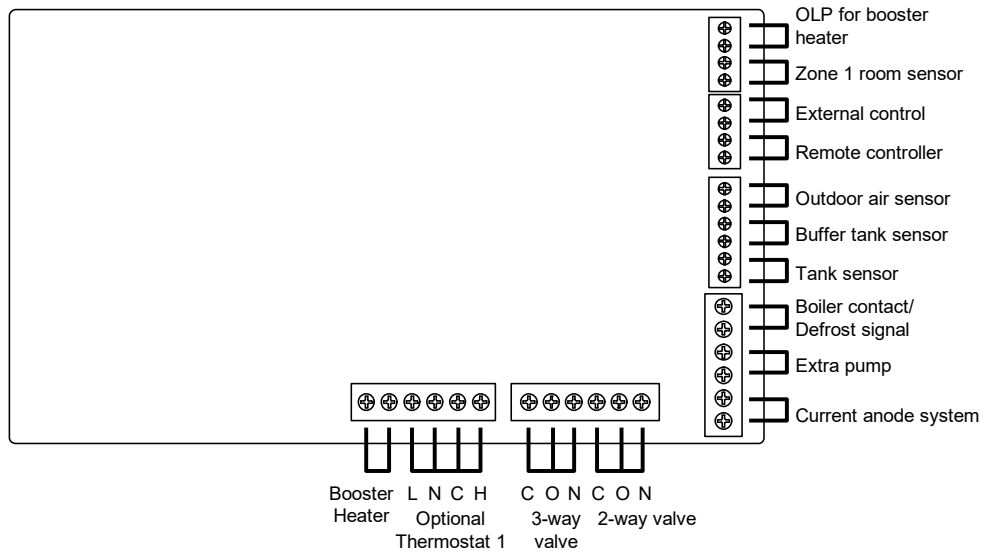 OLP for booster
heater
Zone 1 room sensor
External control
Remote controller
Outdoor air sensor
Buffer tank sensor
Tank sensor
Boiler contact/
Defrost signal
Extra pump
Current anode system
Booster
Heater
L N C H
Optional
Thermostat 1
C O N
3-way
valve
C O N
2-way valve